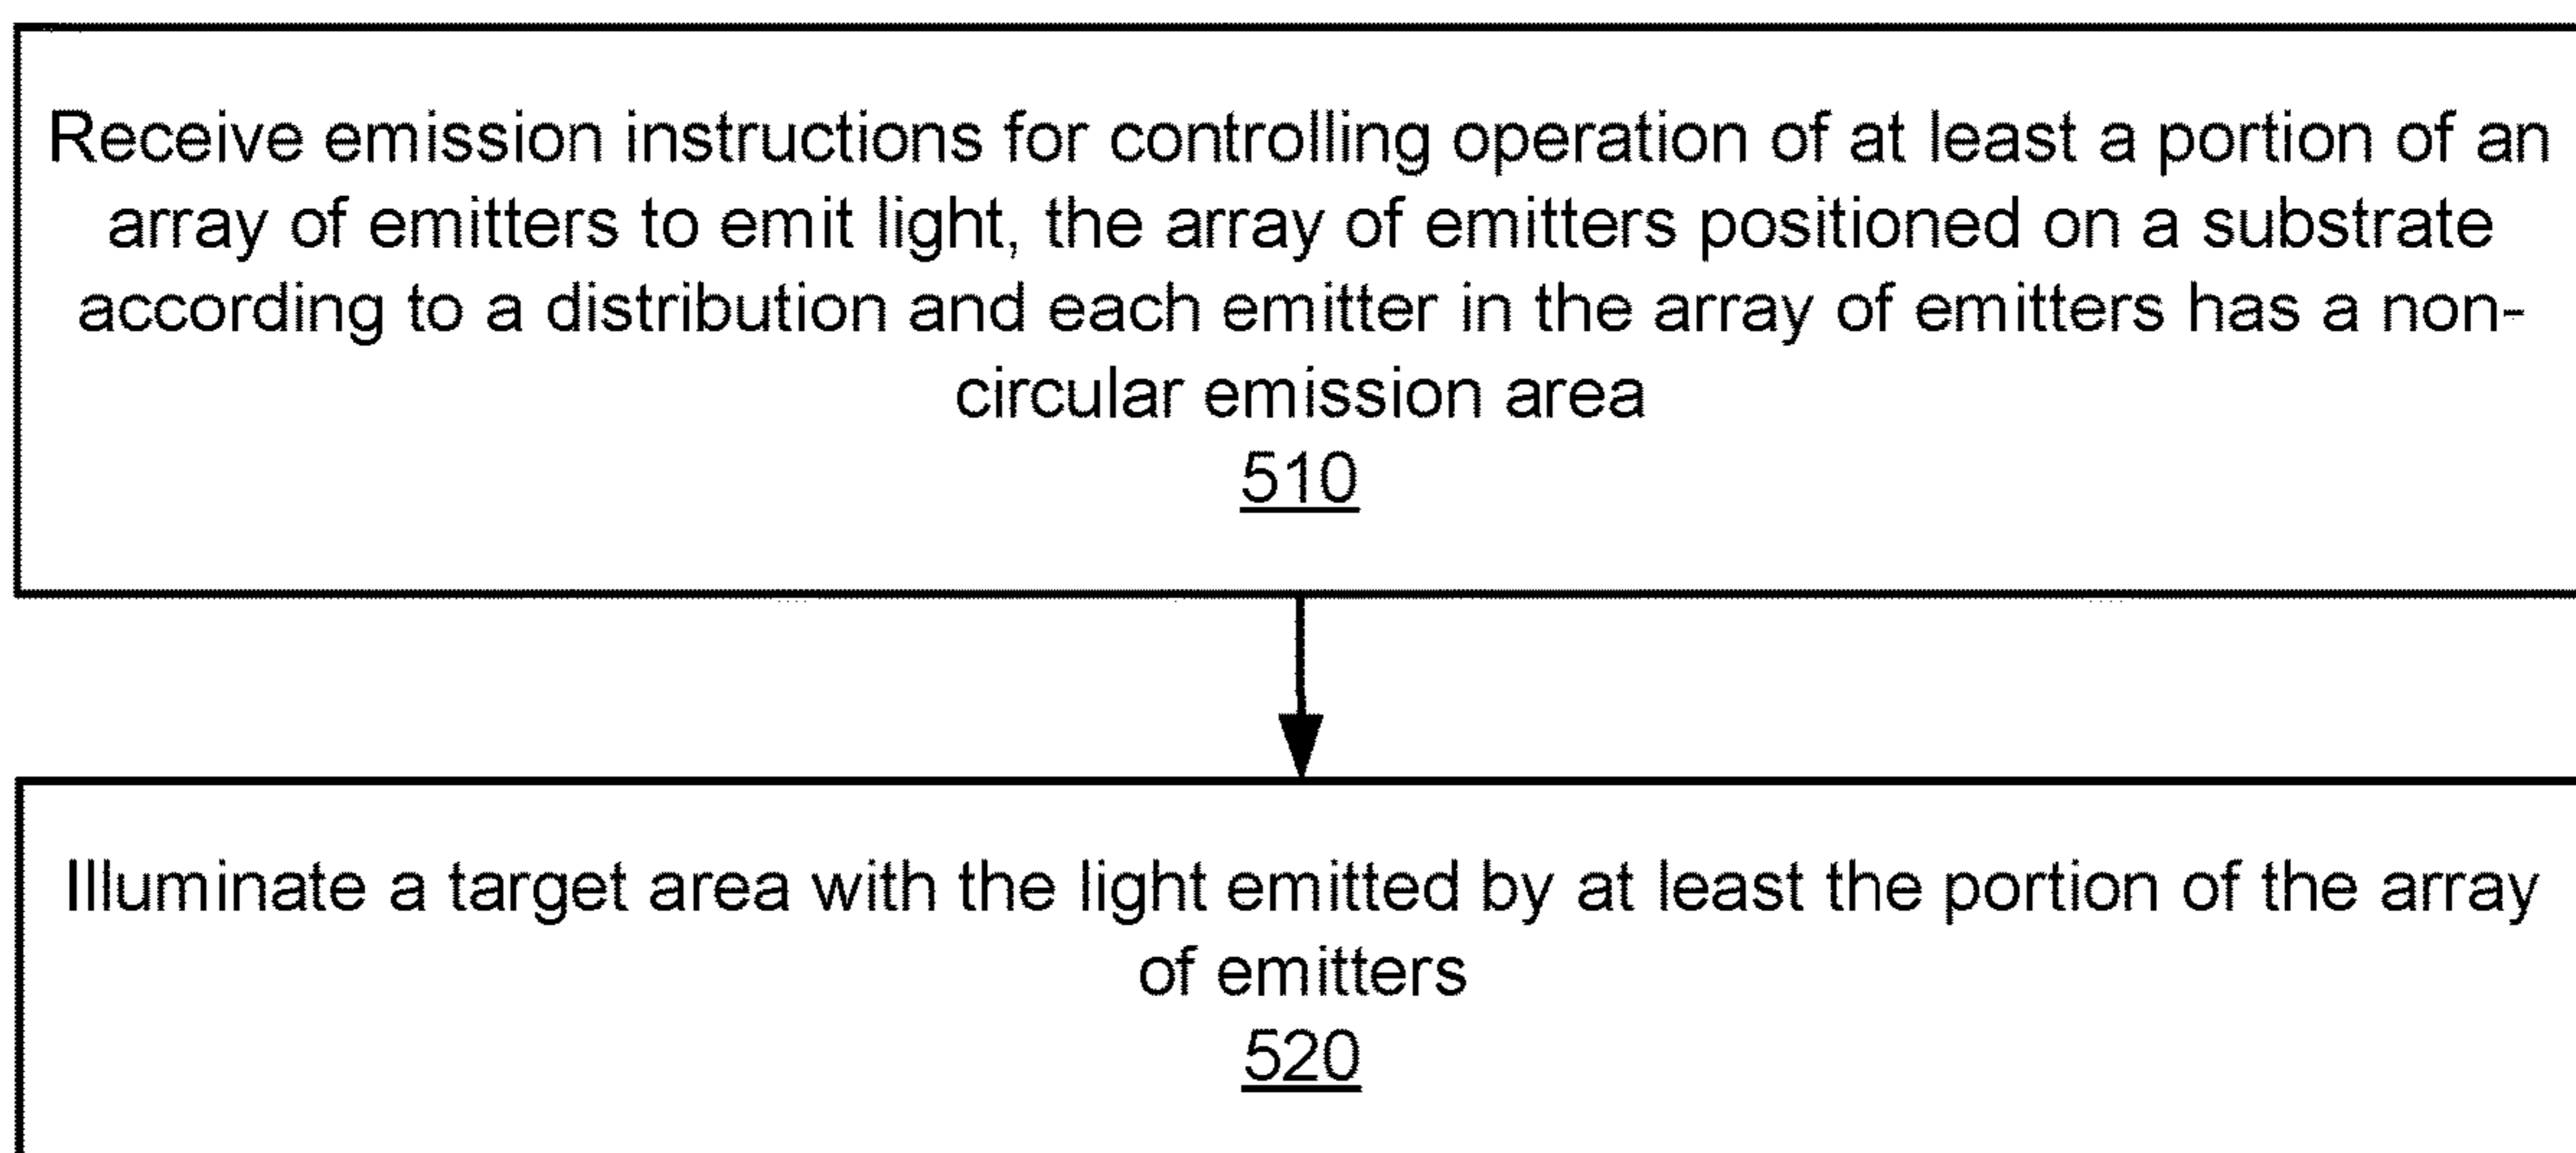 Receive emission instructions for controlling operation of at least a portion of an
array of emitters to emit light, the array of emitters positioned on a substrate
according to a distribution and each emitter in the array of emitters has a non-
circular emission area
510
Illuminate a target area with the light emitted by at least the portion of the array
of emitters
520